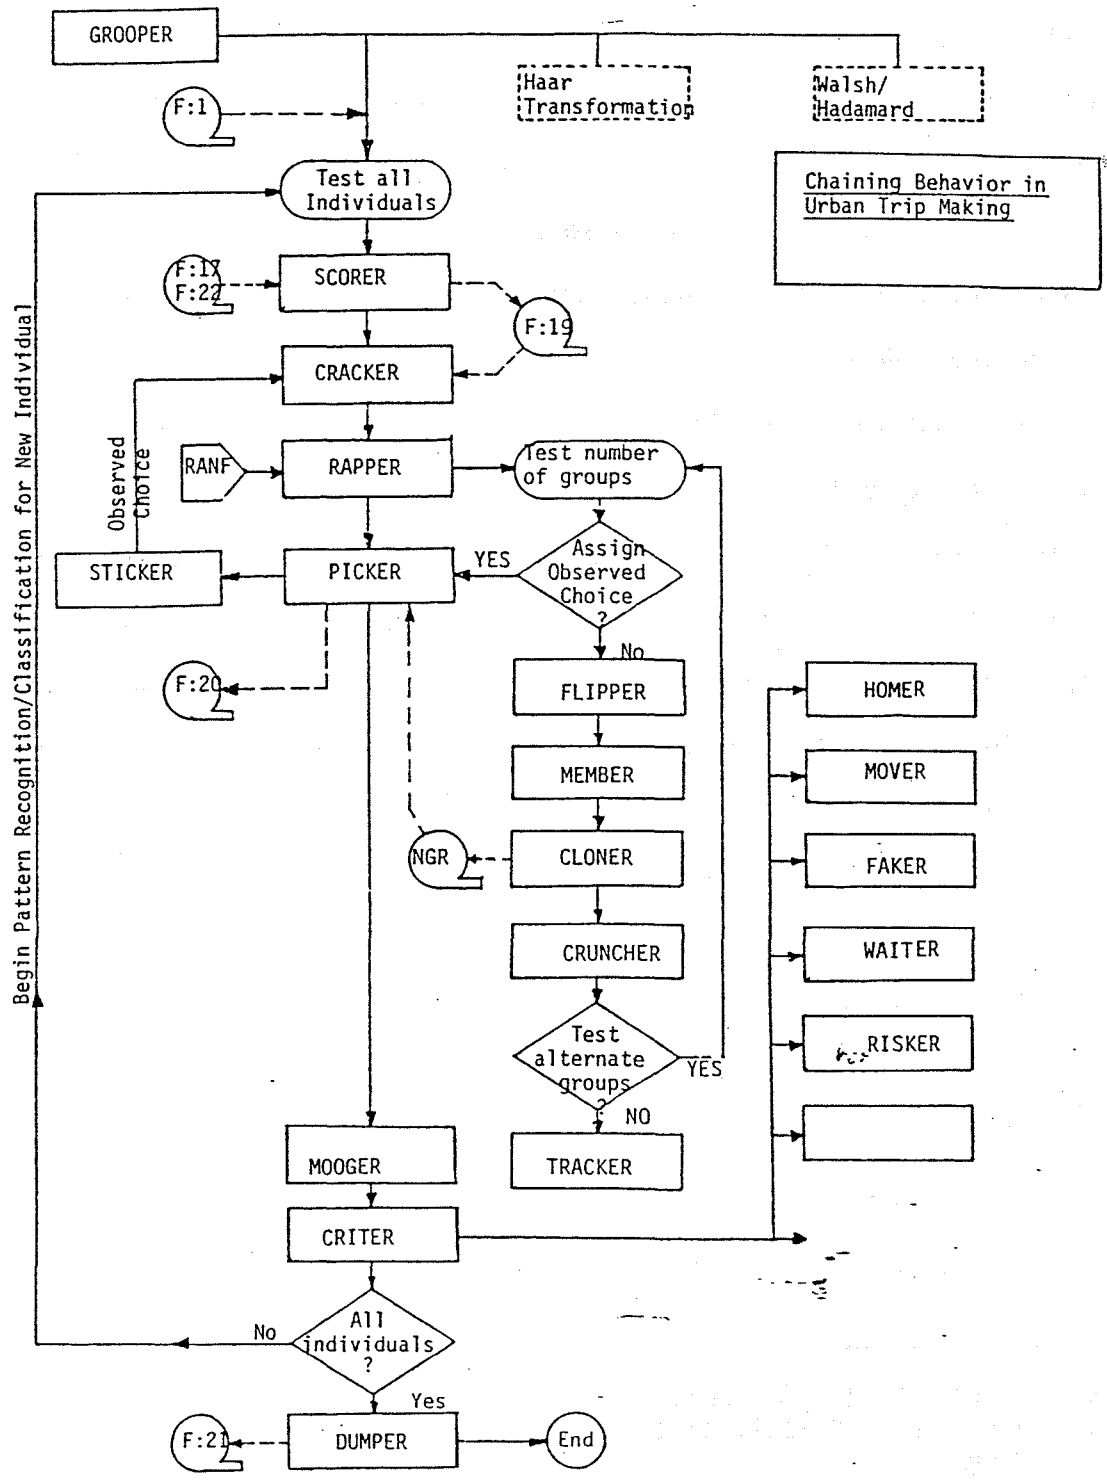 GROOPER
Haar
Transformation
Walsh/
Hadamard
F:1
Chaining Behavior in
Urban Trip Making
Test all
Individuals
F:17
F:22
SCORER
F:19
CRACKER
Observed
Choice
RANF
RAPPER
Test number
of groups
STICKER
PICKER
YES
Assign
Observed
Choice
?
No
F:20
FLIPPER
HOMER
MEMBER
MOVER
NGR
CLONER
FAKER
CRUNCHER
WAITER
Test
alternate
groups
?
YES
RISKER
NO
TRACKER
MOOGER
CRITER
All
individuals
?
No
Yes
F:21
DUMPER
End
Begin Pattern Recognition/Classification for New Individual